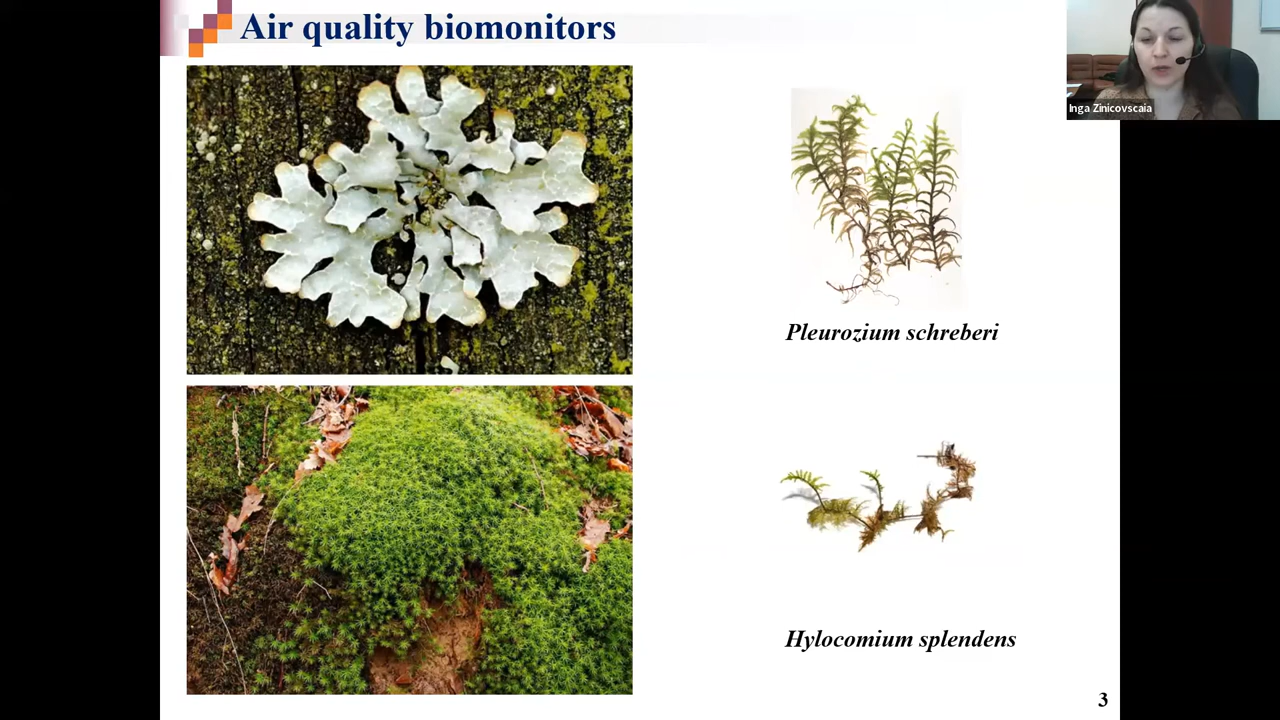 Air quality biomonitors
Inga Zinicovscaia
Pleurozium schreberi
Hylocomium splendens
3